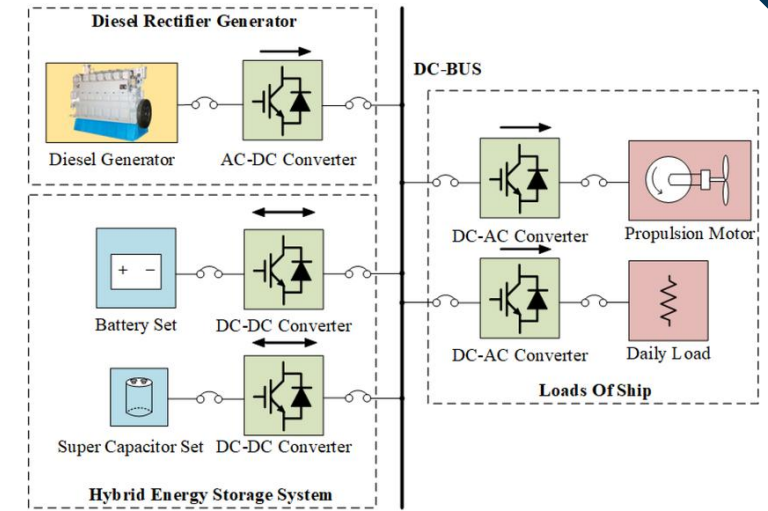 Diesel Rectifier Generator
Diesel Generator
AC-DC Converter
DC-BUS
Battery Set
DC-DC Converter
Super Capacitor Set
DC-DC Converter
Hybrid Energy Storage System
DC-AC Converter
Propulsion Motor
DC-AC Converter
Daily Load
Loads Of Ship